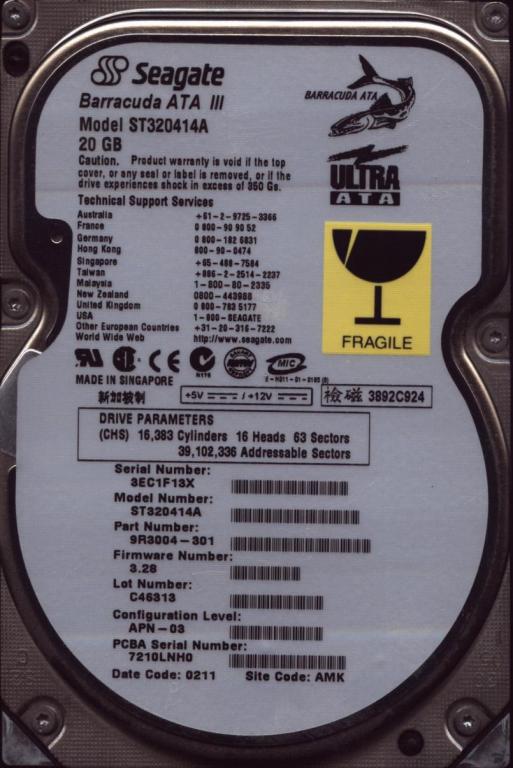 Seagate
Barracuda ATA III
Model ST320414A
20 GB
Caution. Product warranty is void if the top
cover, or any seal or label is removed, or if the
drive experiences shock in excess of 350 Gs.
BARRACUDA ATA
ULTRA
ATA
Technical Support Services
Australia +61-2-9725-3366
France 0 800-90 90 52
Germany 0 800-182 6831
Hong Kong 800-90-0474
Singapore +65-488-7584
Taiwan +886-2-2514-2237
Malaysia 1-800-80-2335
New Zealand 0800-443988
United Kingdom 0 800-783 5177
USA 1-800-SEAGATE
Other European Countries +31-20-316-7222
World Wide Web http://www.seagate.com
FRAGILE
N176
MIC
MADE IN SINGAPORE
新加坡制
+5V / +12V
檢磁 3892C924
DRIVE PARAMETERS
(CHS) 16,383 Cylinders 16 Heads 63 Sectors
39,102,336 Addressable Sectors
Serial Number:
3EC1F13X
Model Number:
ST320414A
Part Number:
9R3004-301
Firmware Number:
3.28
Lot Number:
C46313
Configuration Level:
APN-03
PCBA Serial Number:
7210LNH0
Date Code: 0211 Site Code: AMK